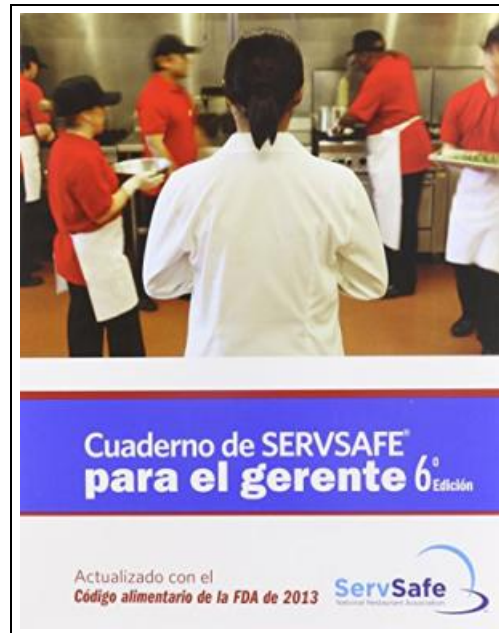 Cuaderno de SERVSAFE®
para el gerente 6º Edición
Actualizado con el
Código alimentario de la FDA de 2013
ServSafe
National Restaurant Association